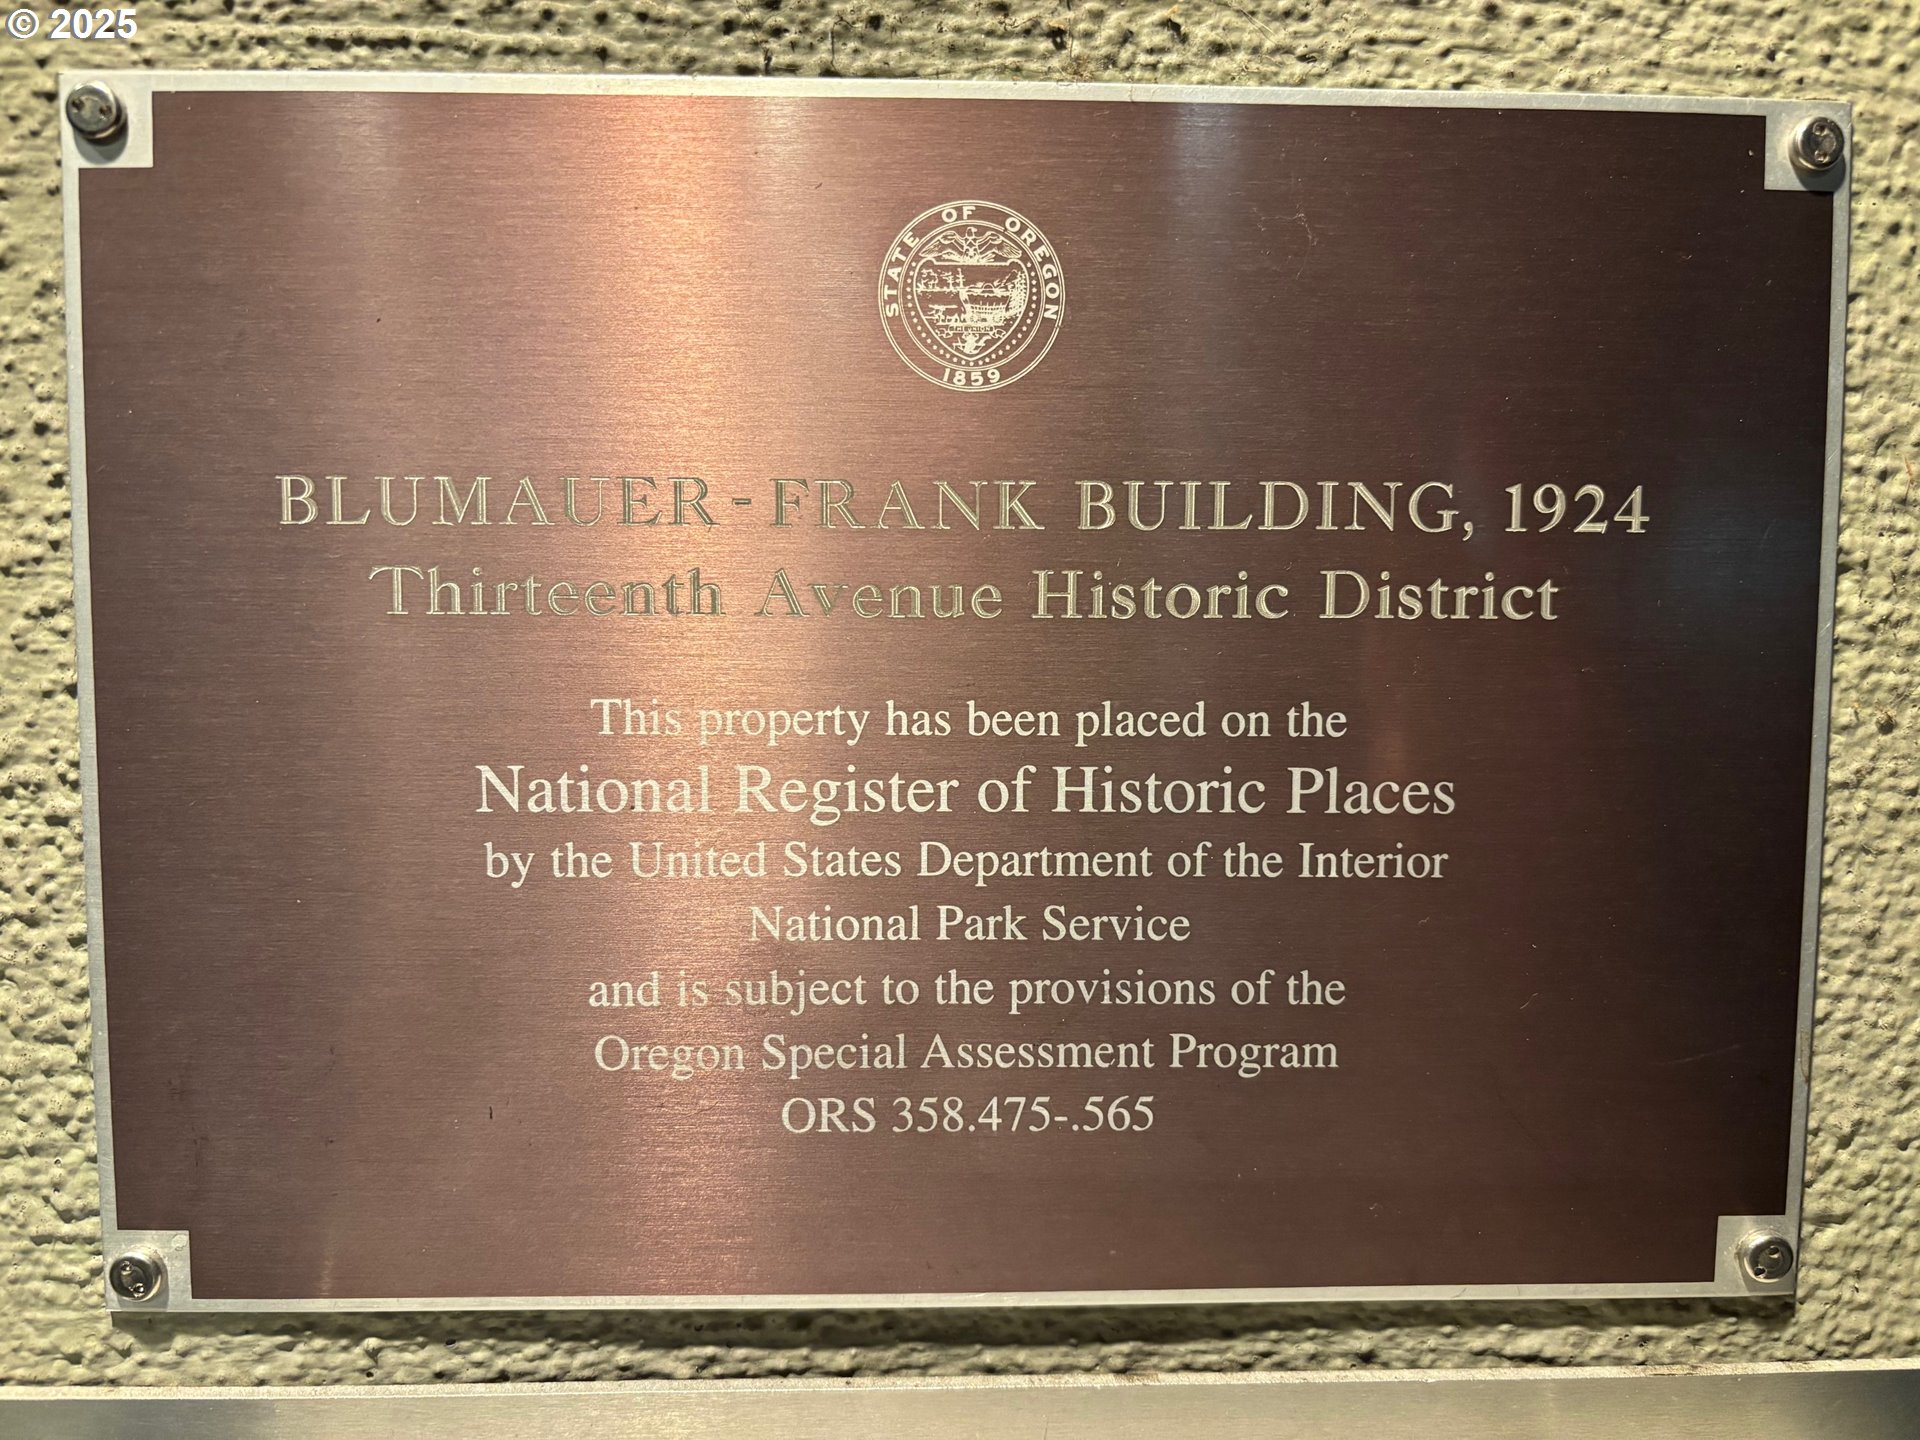 © 2025
STATE OF OREGON
THE UNION
1859
BLUMAUER-FRANK BUILDING, 1924
Thirteenth Avenue Historic District
This property has been placed on the
National Register of Historic Places
by the United States Department of the Interior
National Park Service
and is subject to the provisions of the
Oregon Special Assessment Program
ORS 358.475-.565